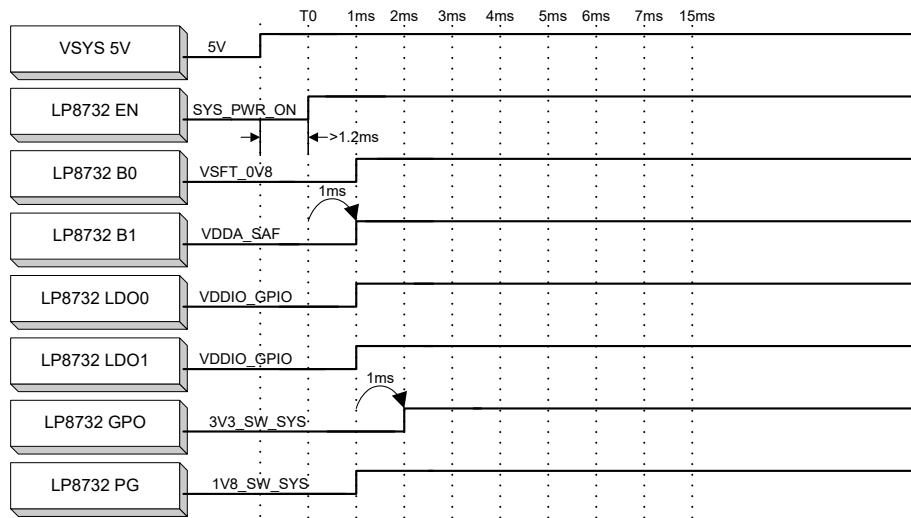 T0 1ms 2ms 3ms 4ms 5ms 6ms 7ms 15ms
VSYS 5V 5V
LP8732 EN SYS_PWR_ON
>1.2ms
LP8732 B0 VSFT_0V8
1ms
LP8732 B1 VDDA_SAF
LP8732 LDO0 VDDIO_GPIO
LP8732 LDO1 VDDIO_GPIO
1ms
LP8732 GPO 3V3_SW_SYS
LP8732 PG 1V8_SW_SYS